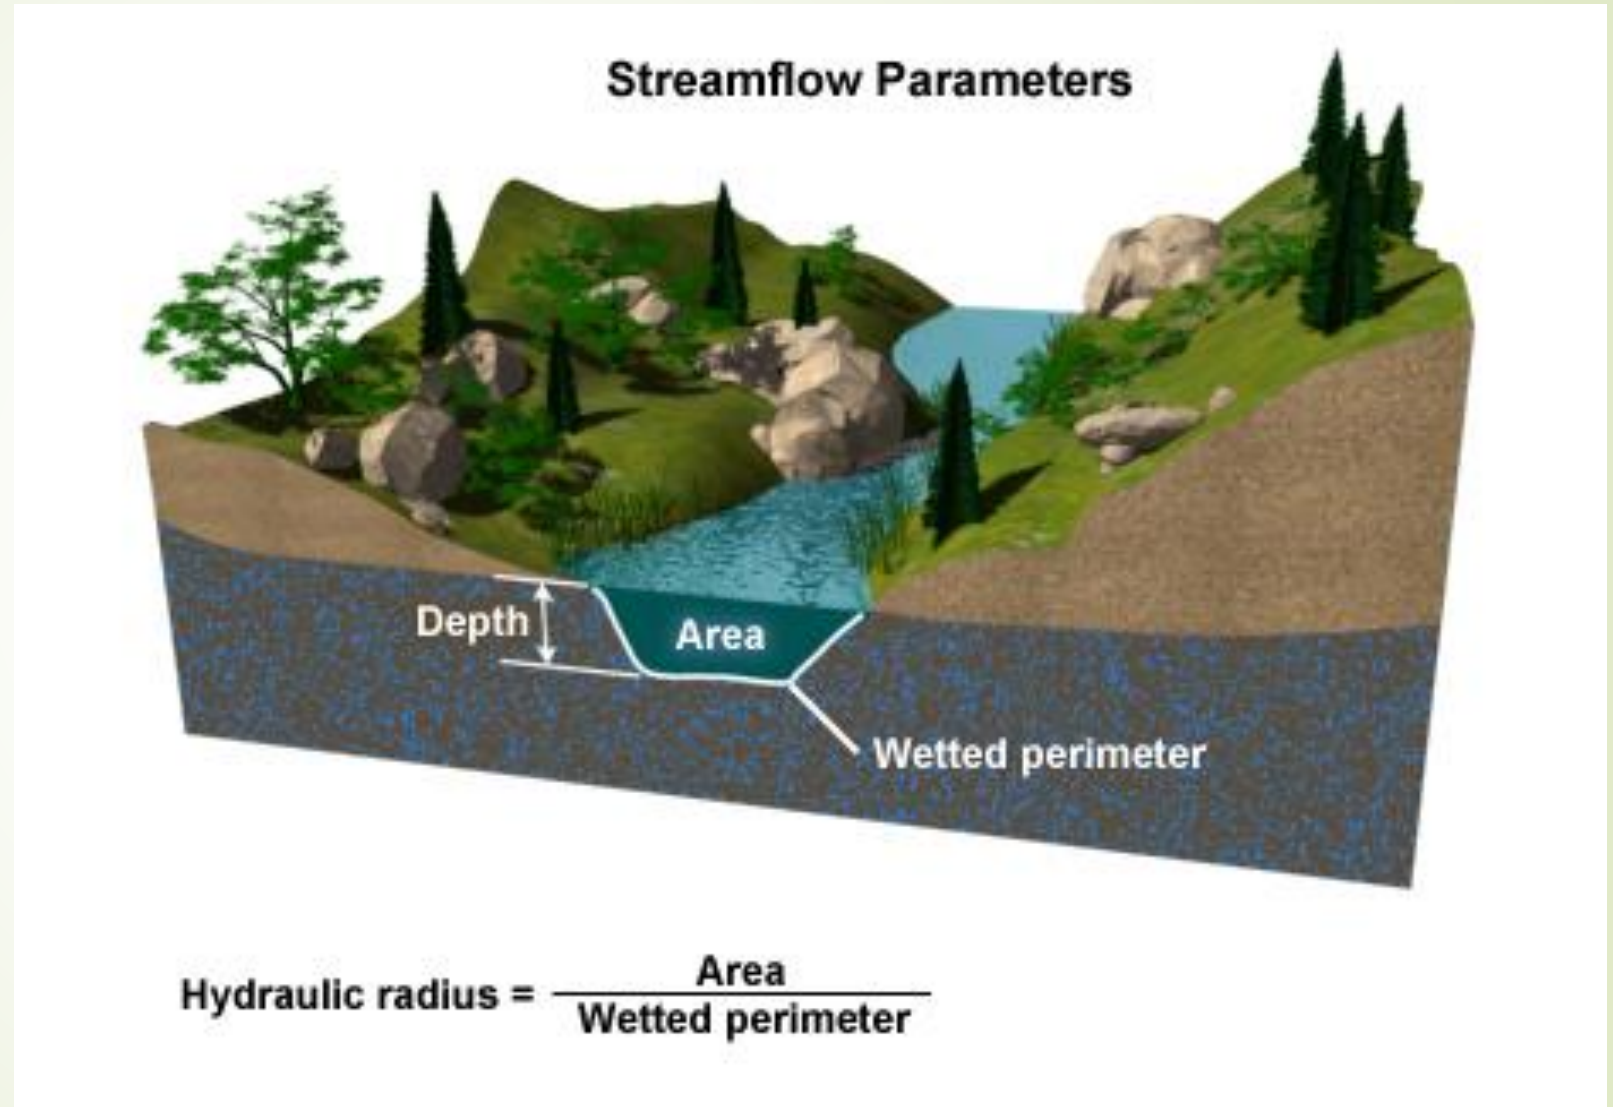 Streamflow Parameters
Depth
Area
Wetted perimeter
Hydraulic radius =
Area
Wetted perimeter